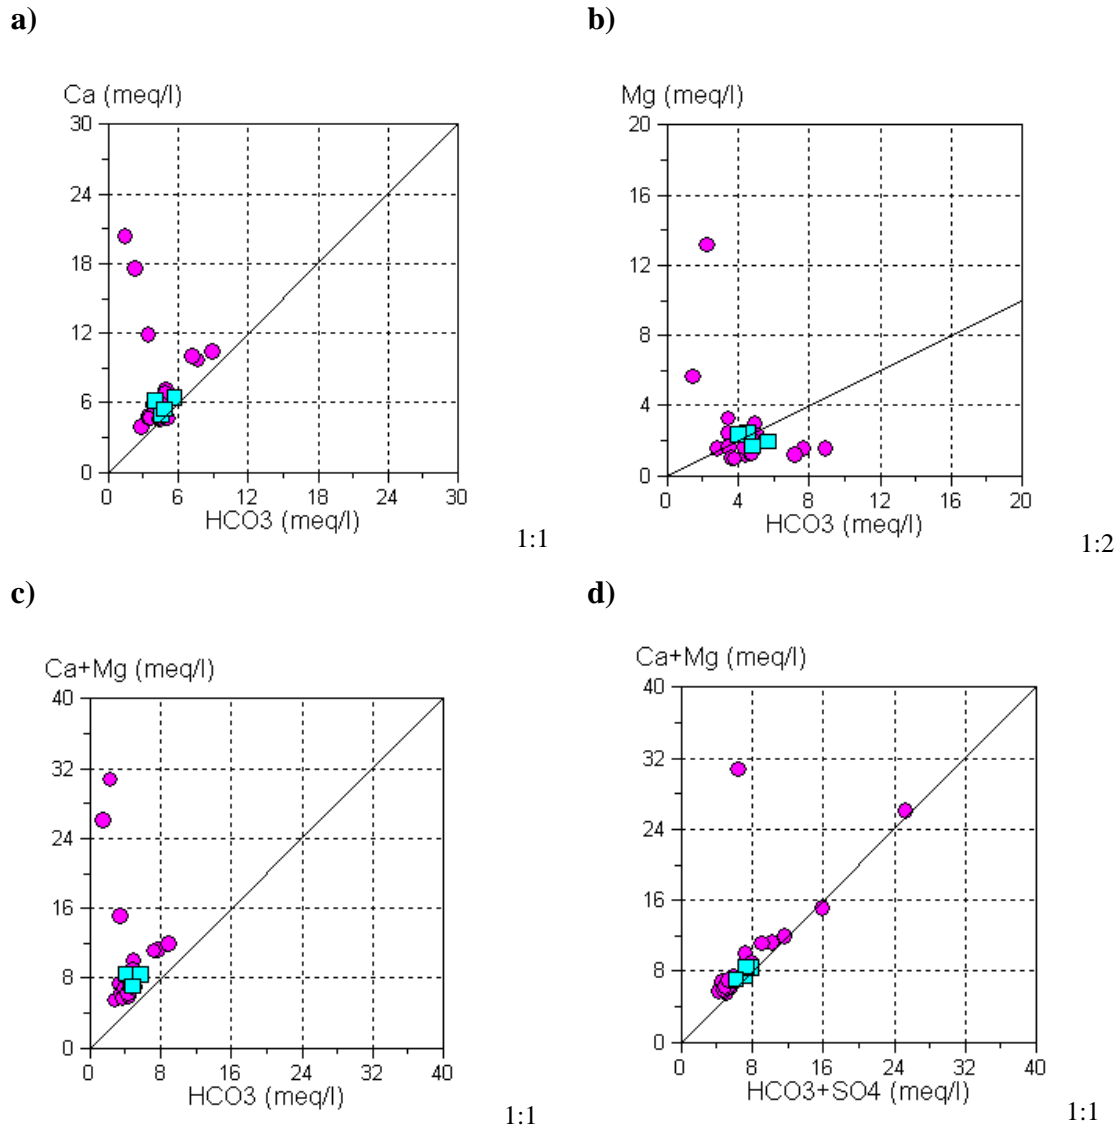 a)
b)
Ca (meq/l)
30
24
18
12
6
0
0 6 12 18 24 30
HCO3 (meq/l)
1:1
Mg (meq/l)
20
16
12
8
4
0
0 4 8 12 16 20
HCO3 (meq/l)
1:2
c)
d)
Ca+Mg (meq/l)
40
32
24
16
8
0
0 8 16 24 32 40
HCO3 (meq/l)
1:1
Ca+Mg (meq/l)
40
32
24
16
8
0
0 8 16 24 32 40
HCO3+SO4 (meq/l)
1:1